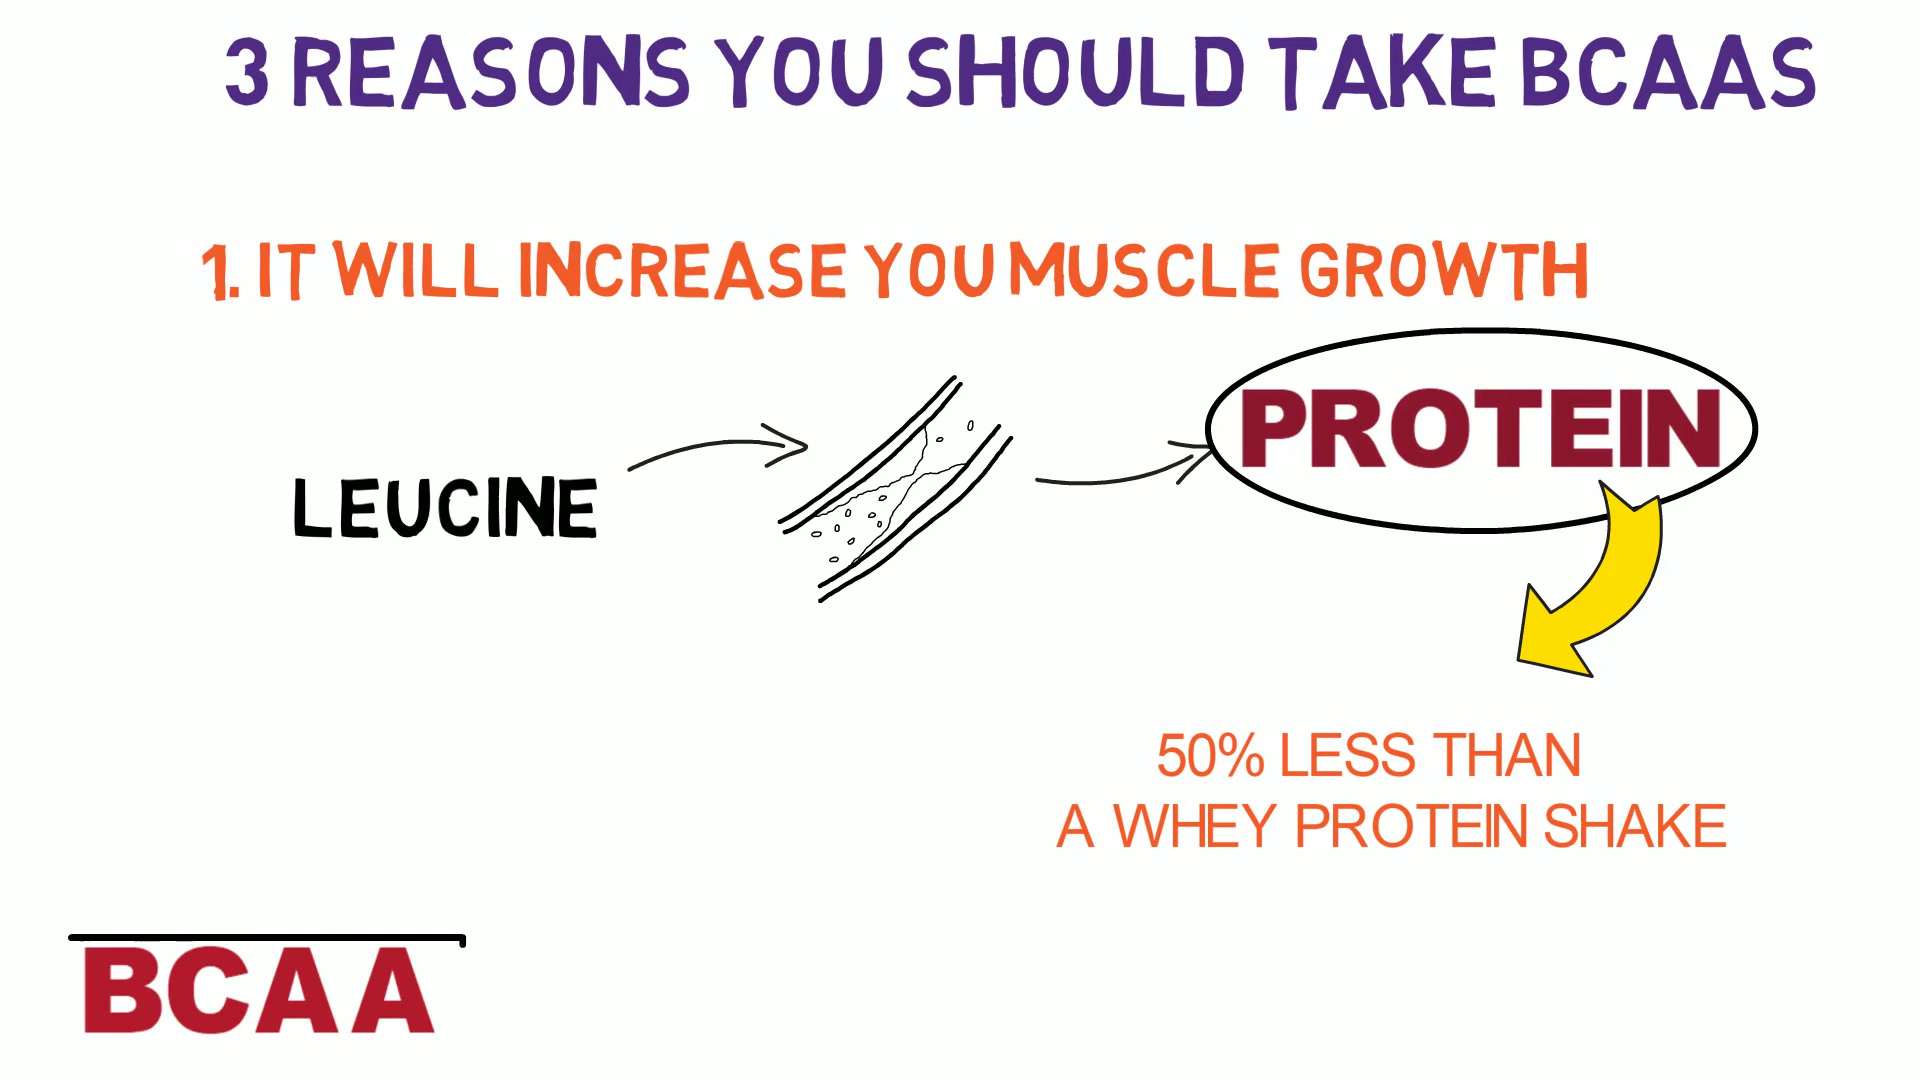 3 REASONS YOU SHOULD TAKE BCAAS
1. IT WILL INCREASE YOU MUSCLE GROWTH
PROTEIN
LEUCINE
50% LESS THAN
A WHEY PROTEIN SHAKE
BCAA